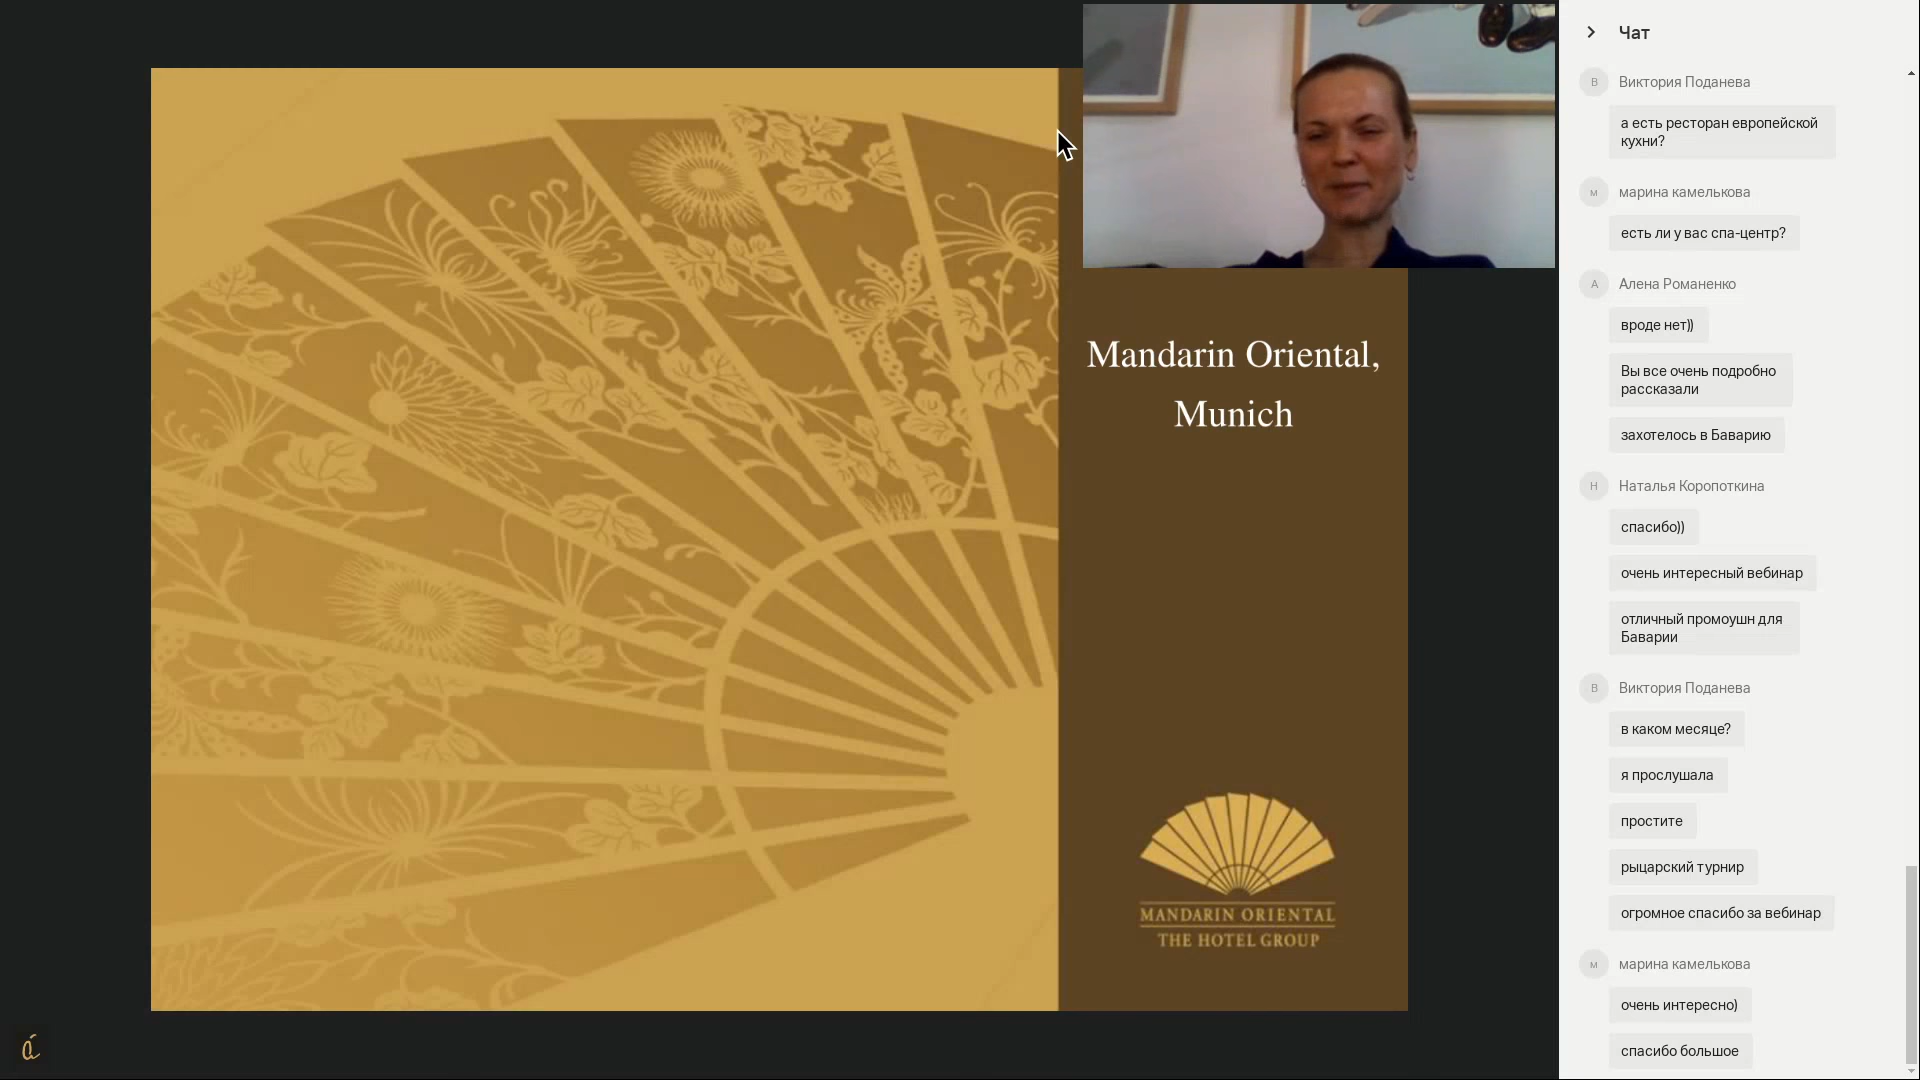 Mandarin Oriental,
Munich
MANDARIN ORIENTAL
THE HOTEL GROUP
á
Чат
В
Виктория Поданева
а есть ресторан европейской
кухни?
м
марина камелькова
есть ли у вас спа-центр?
А
Алена Романенко
вроде нет))
Вы все очень подробно
рассказали
захотелось в Баварию
Н
Наталья Коропоткина
спасибо))
очень интересный вебинар
отличный промоушн для
Баварии
В
Виктория Поданева
в каком месяце?
я прослушала
простите
рыцарский турнир
огромное спасибо за вебинар
м
марина камелькова
очень интересно)
спасибо большое